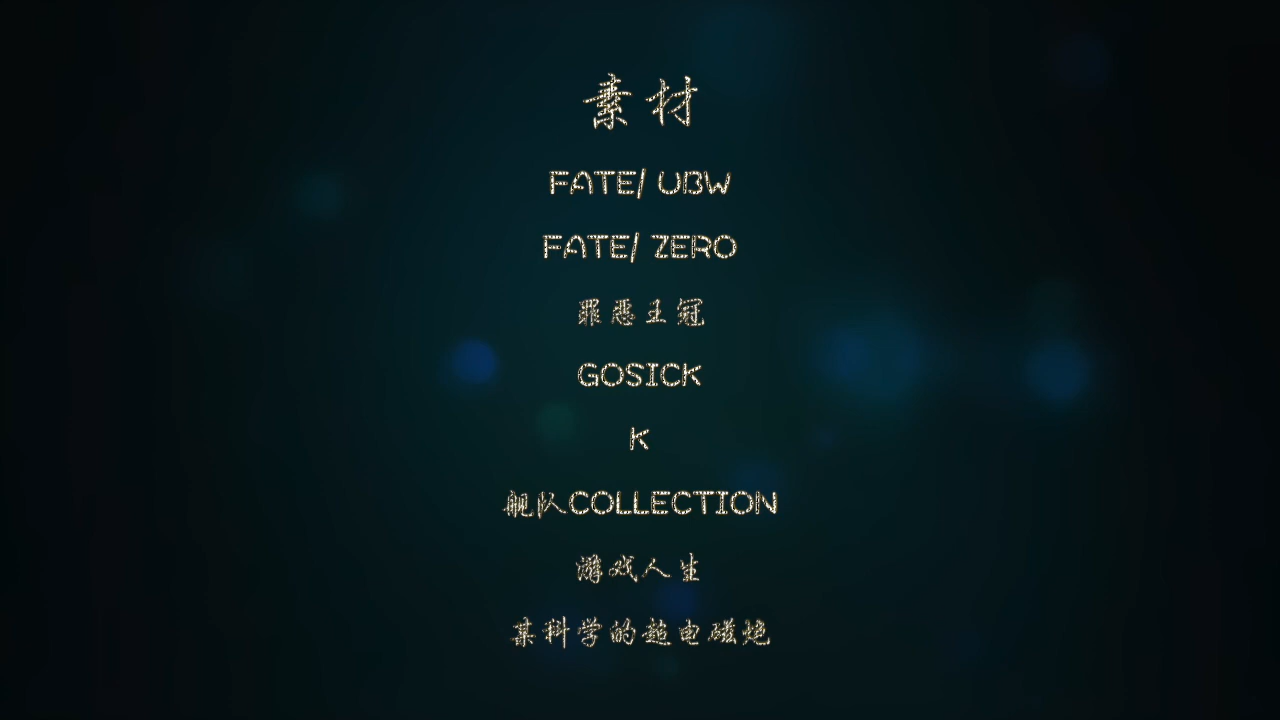 素材
FATE/ UBW
FATE/ ZERO
罪恶王冠
GOSICK
K
舰队COLLECTION
游戏人生
某科学的超电磁炮